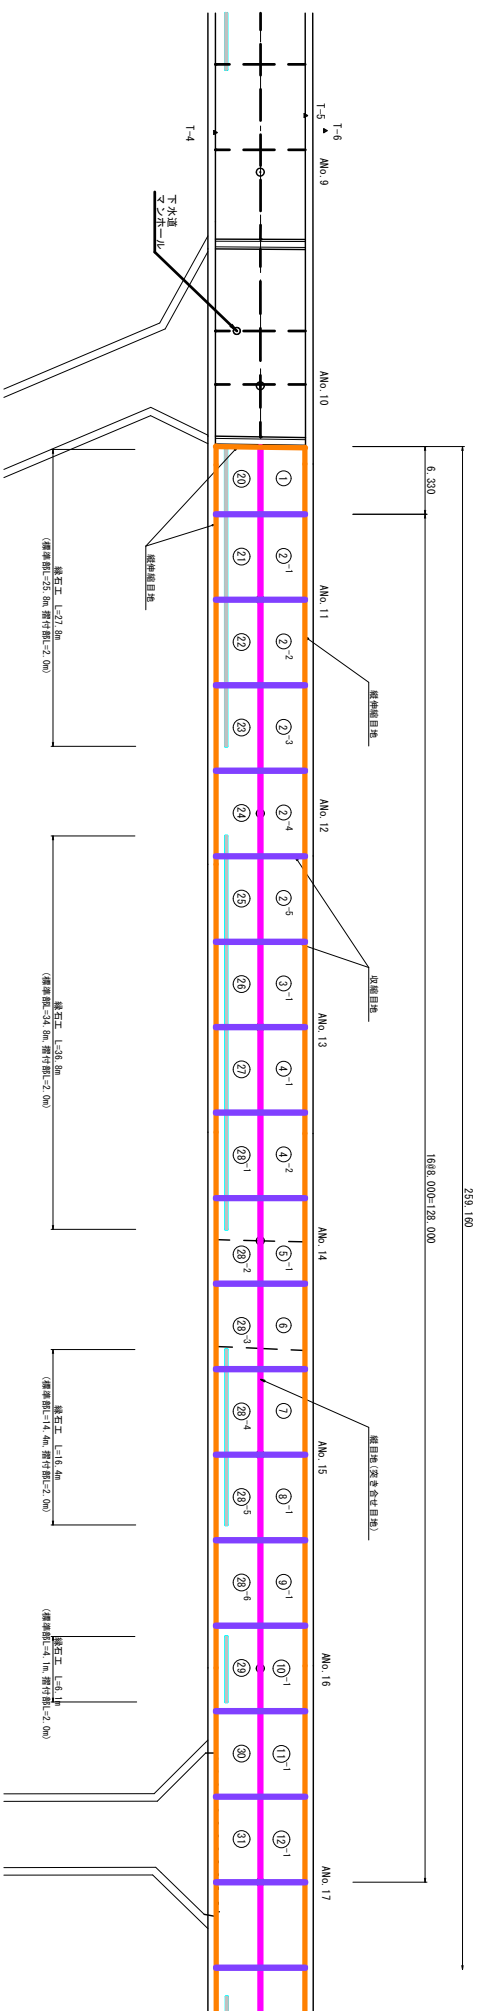 T-6
T-5
T-4
ANo.9
下水道
マンホール
ANo.10
6.330
259.160
16@8.000=128.000
① ⑳
縦伸縮目地
縁石工 L=27.8m
(標準部L=25.8m,摺付部L=2.0m)
②-1 ㉑
ANo.11
②-2 ㉒
縦伸縮目地
②-3 ㉓
ANo.12
②-4 ㉔
②-5 ㉕
収縮目地
③-1 ㉖
ANo.13
縁石工 L=36.8m
(標準部L=34.8m,摺付部L=2.0m)
④-1 ㉗
④-2 ㉘-1
ANo.14
⑤-1 ㉘-2
⑥ ㉘-3
⑦ ㉘-4
縦目地(突き合せ目地)
ANo.15
縁石工 L=16.4m
(標準部L=14.4m,摺付部L=2.0m)
⑧-1 ㉘-5
⑨-1 ㉘-6
ANo.16
⑩-1 ㉙
縁石工 L=6.1m
(標準部L=4.1m,摺付部L=2.0m)
⑪-1 ㉚
⑫-1 ㉛
ANo.17